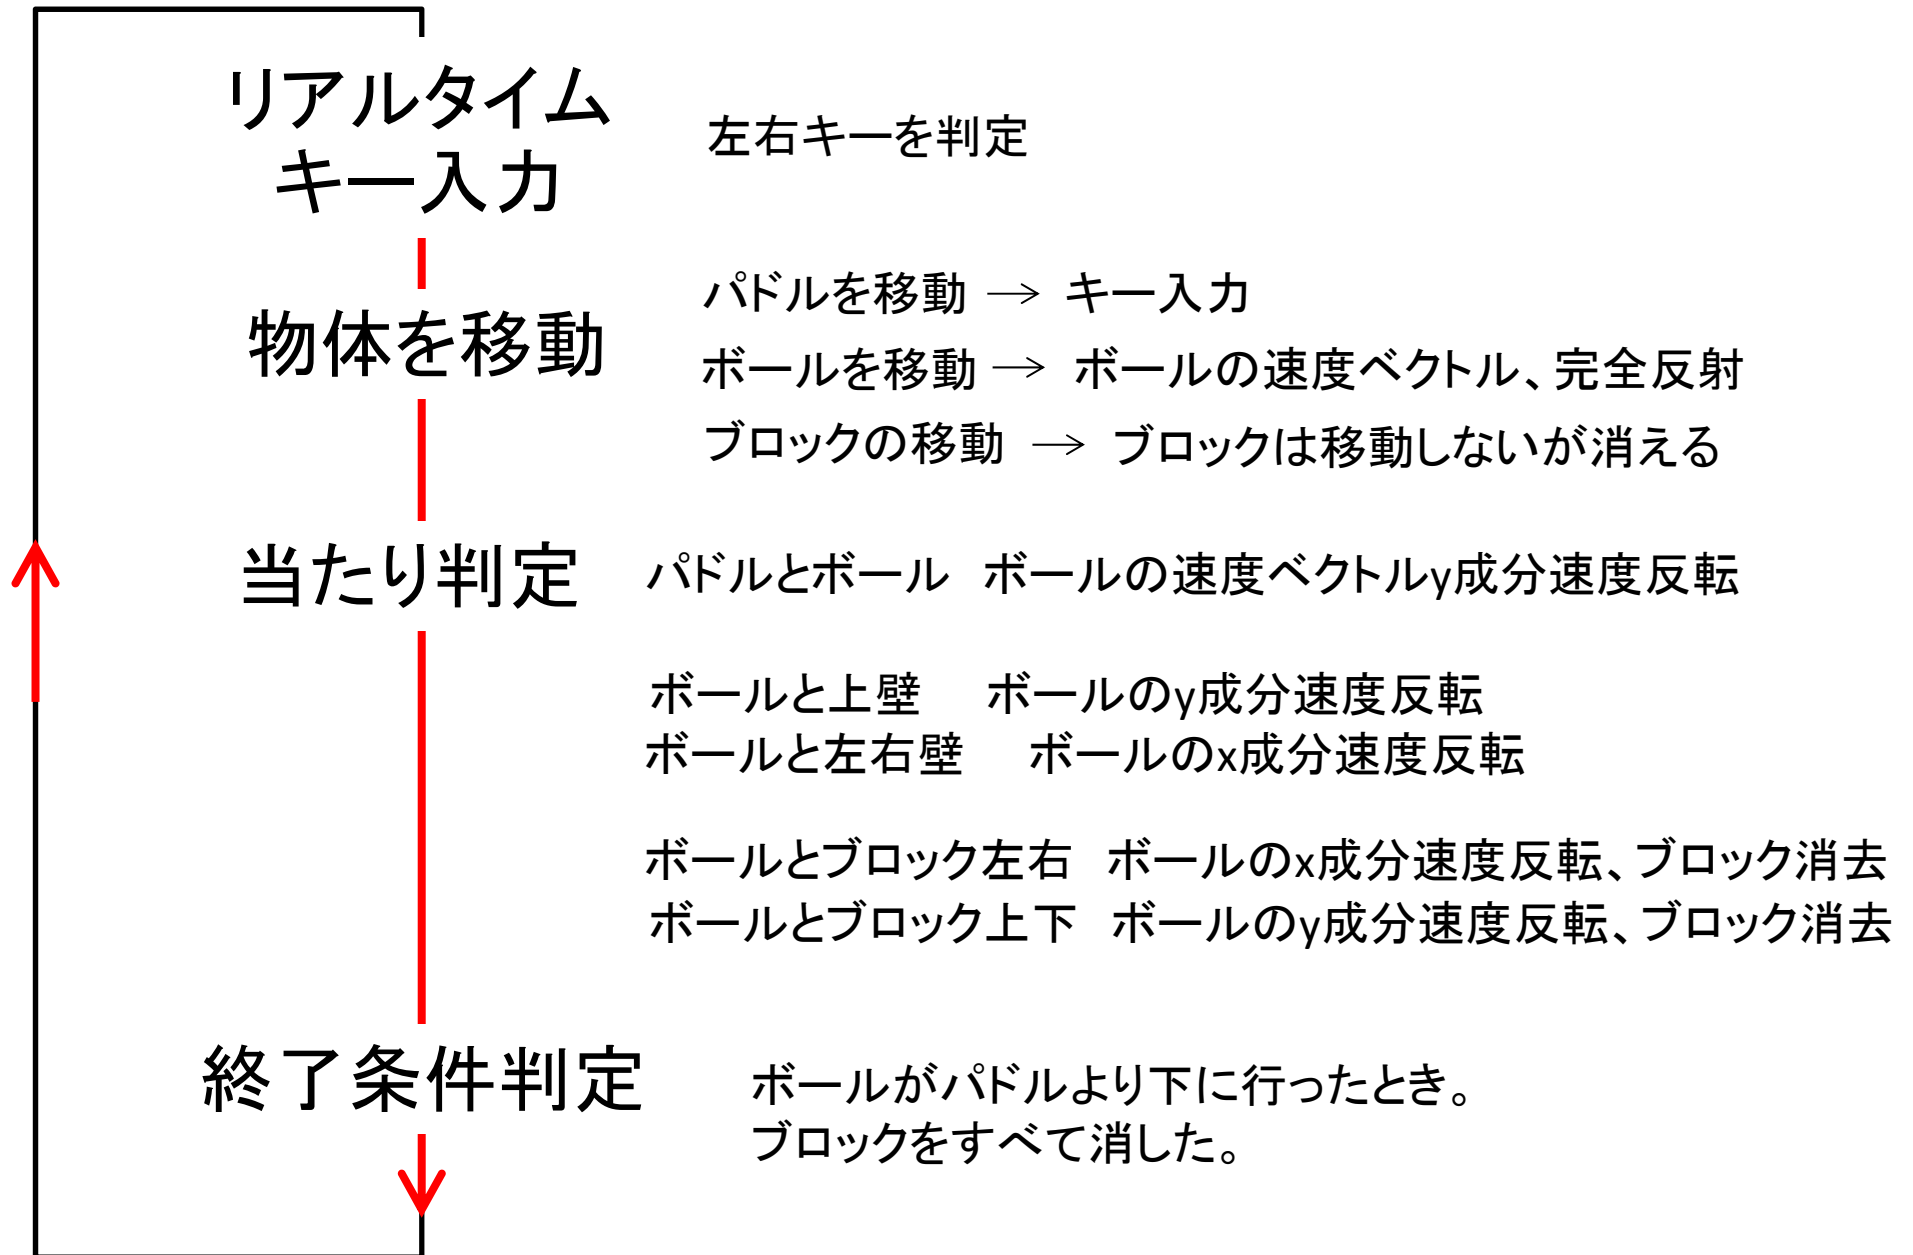 リアルタイム
キー入力
左右キーを判定
物体を移動
パドルを移動 → キー入力
ボールを移動 → ボールの速度ベクトル、完全反射
ブロックの移動 → ブロックは移動しないが消える
当たり判定
パドルとボール ボールの速度ベクトルy成分速度反転
ボールと上壁 ボールのy成分速度反転
ボールと左右壁 ボールのx成分速度反転
ボールとブロック左右 ボールのx成分速度反転、ブロック消去
ボールとブロック上下 ボールのy成分速度反転、ブロック消去
終了条件判定
ボールがパドルより下に行ったとき。
ブロックをすべて消した。